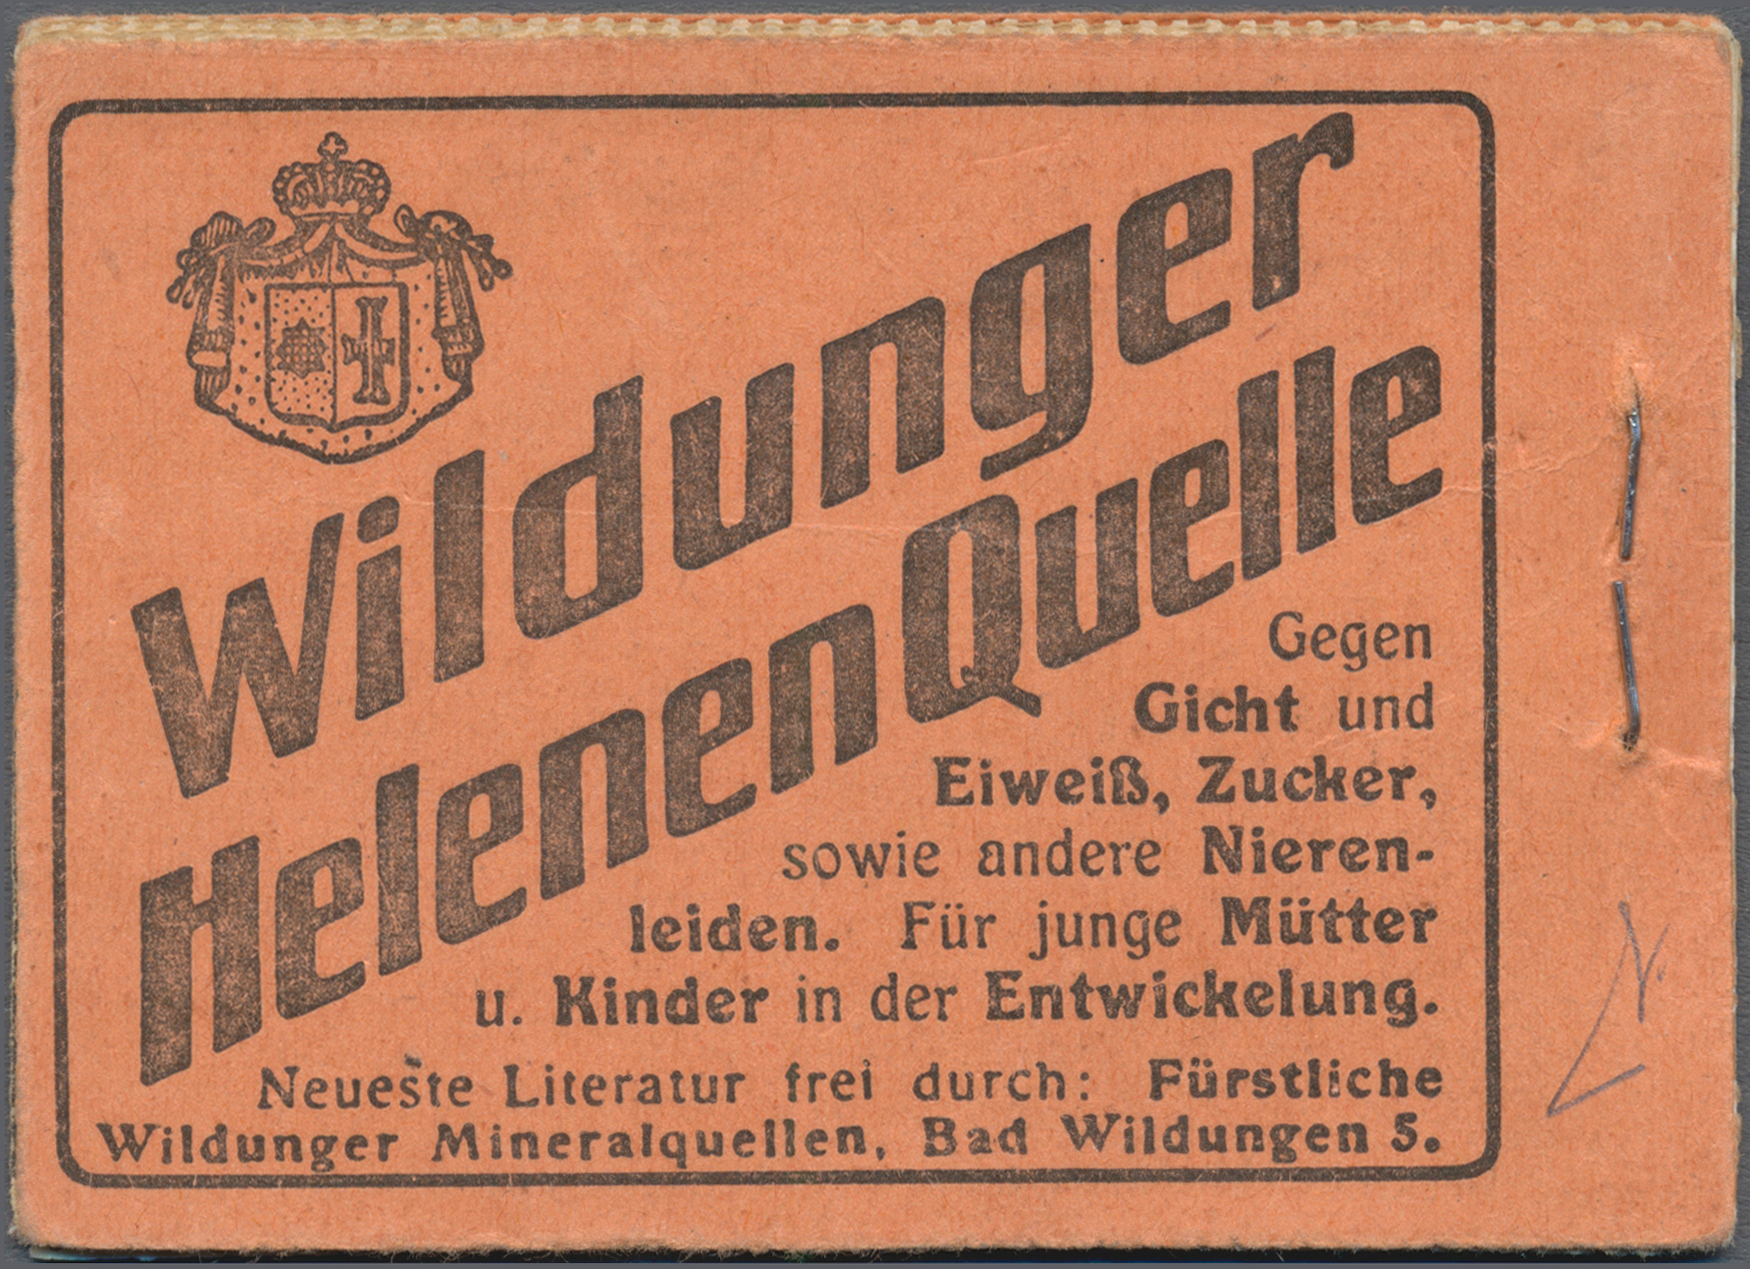 Wildunger
Helenen Quelle
Gegen
Gicht und
Eiweiß, Zucker,
sowie andere Nieren-
leiden. Für junge Mütter
u. Kinder in der Entwickelung.
Neueste Literatur frei durch: Fürstliche
Wildunger Mineralquellen, Bad Wildungen 5.